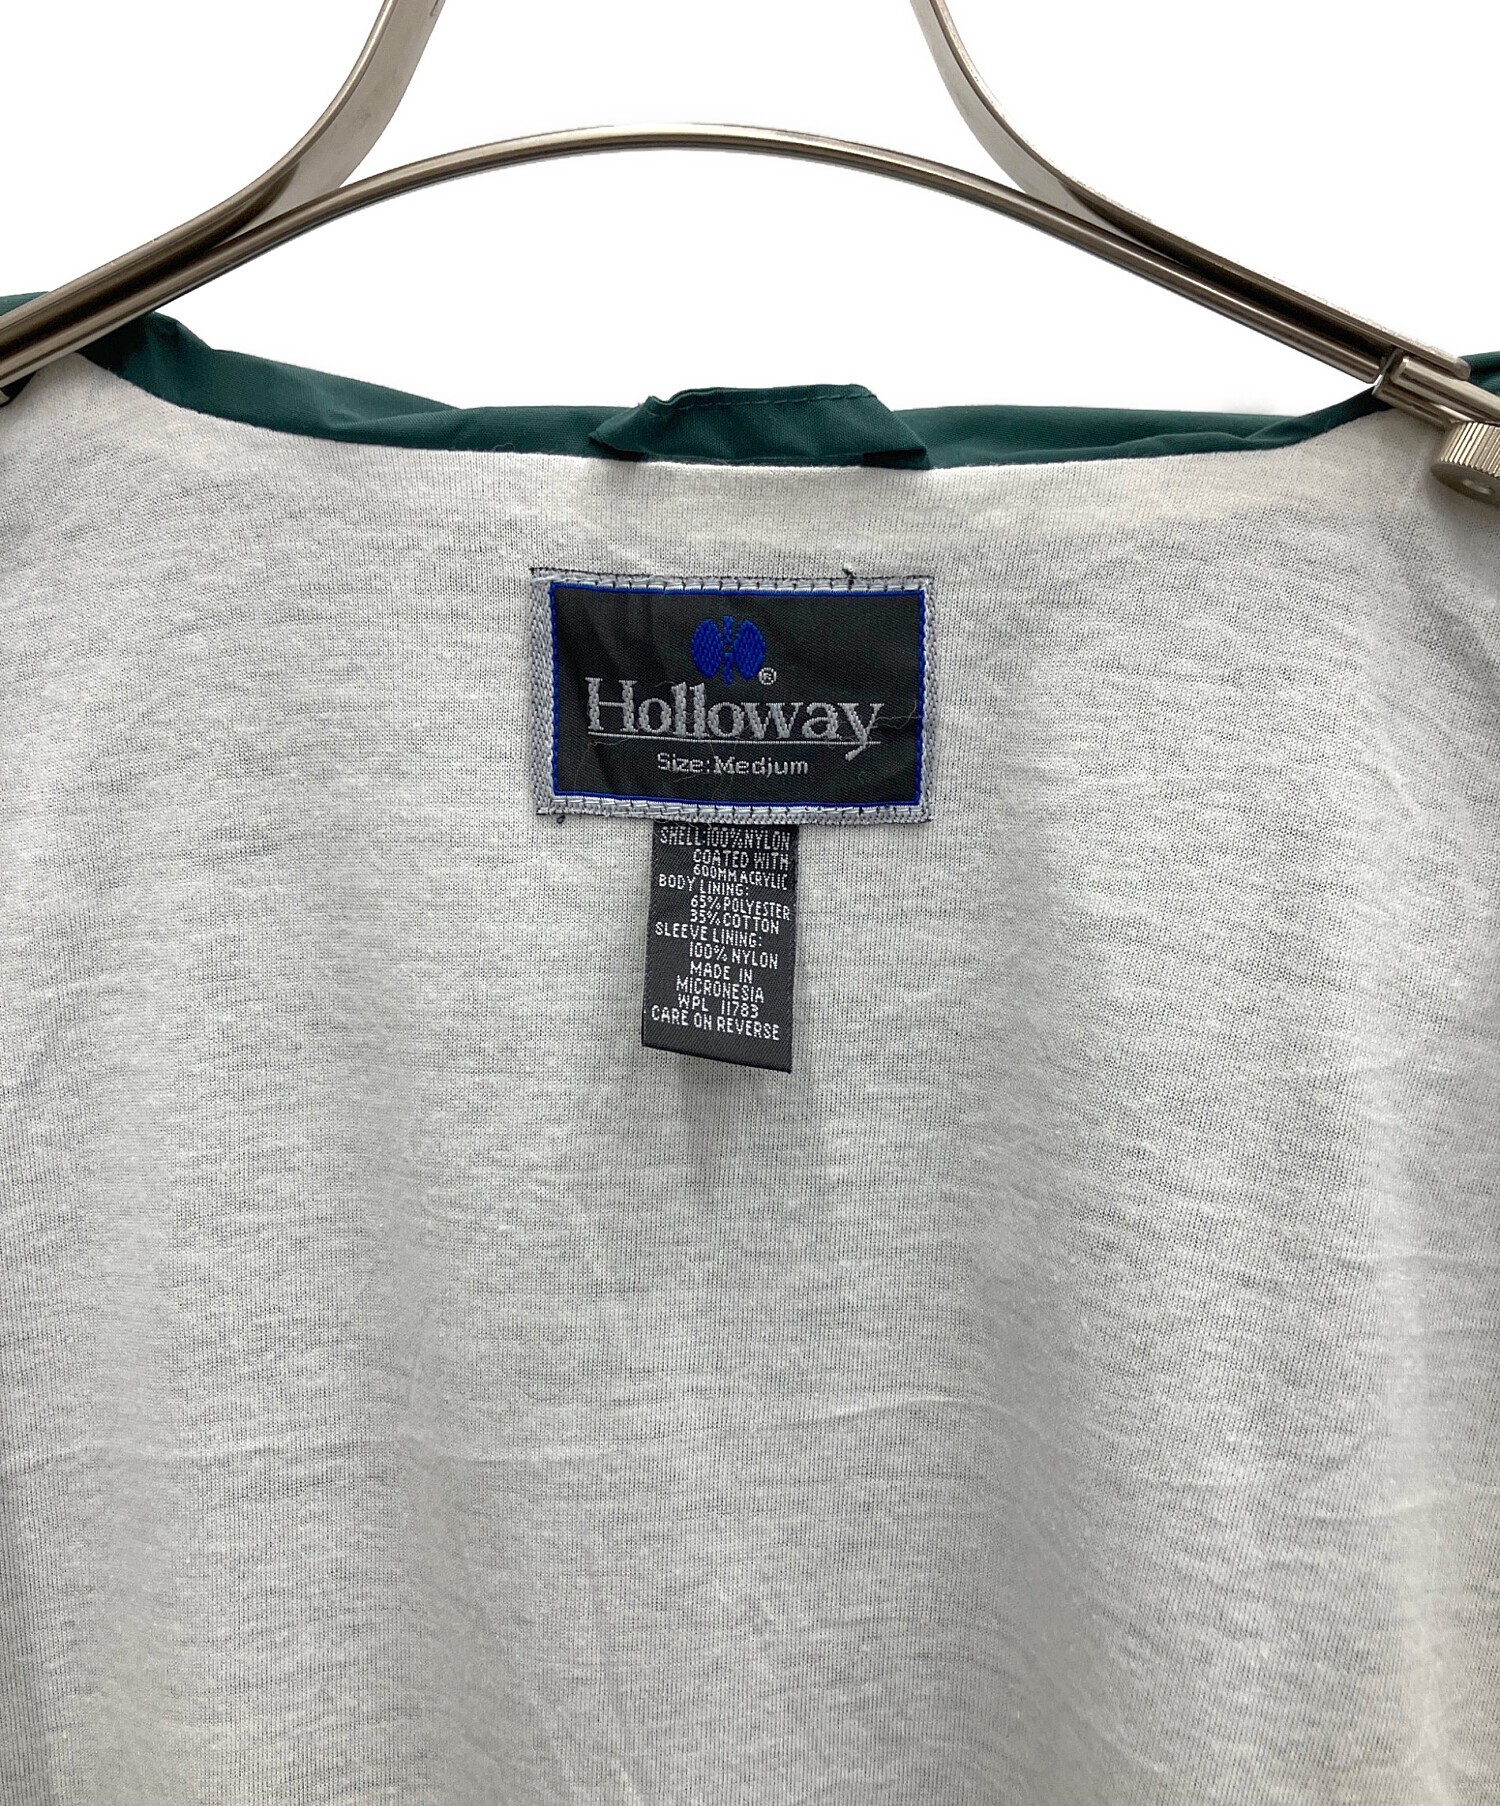 ®
Holloway
Size: Medium
SHELL: 100% NYLON
COATED WITH
600MM ACRYLIC
BODY LINING:
65% POLYESTER
35% COTTON
SLEEVE LINING:
100% NYLON
MADE IN
MICRONESIA
WPL 11783
CARE ON REVERSE